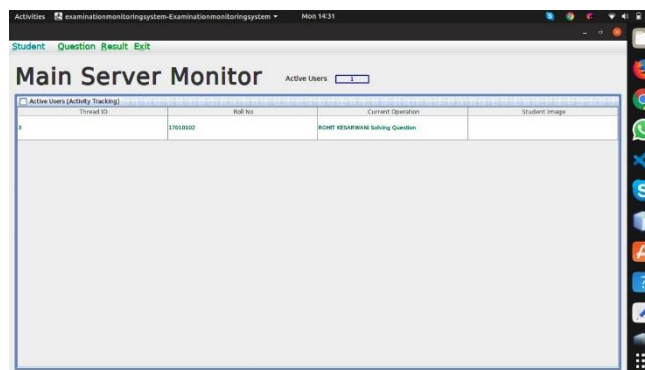 Activities examinationmonitoringsystem-Examinationmonitoringsystem Mon 14:31
Student Question Result Exit
Main Server Monitor Active Users 1
Active Users [Activity Tracking]
Thread ID Roll No Current Operation Student Image
17010102 ROHIT KESARWANI Solving Question